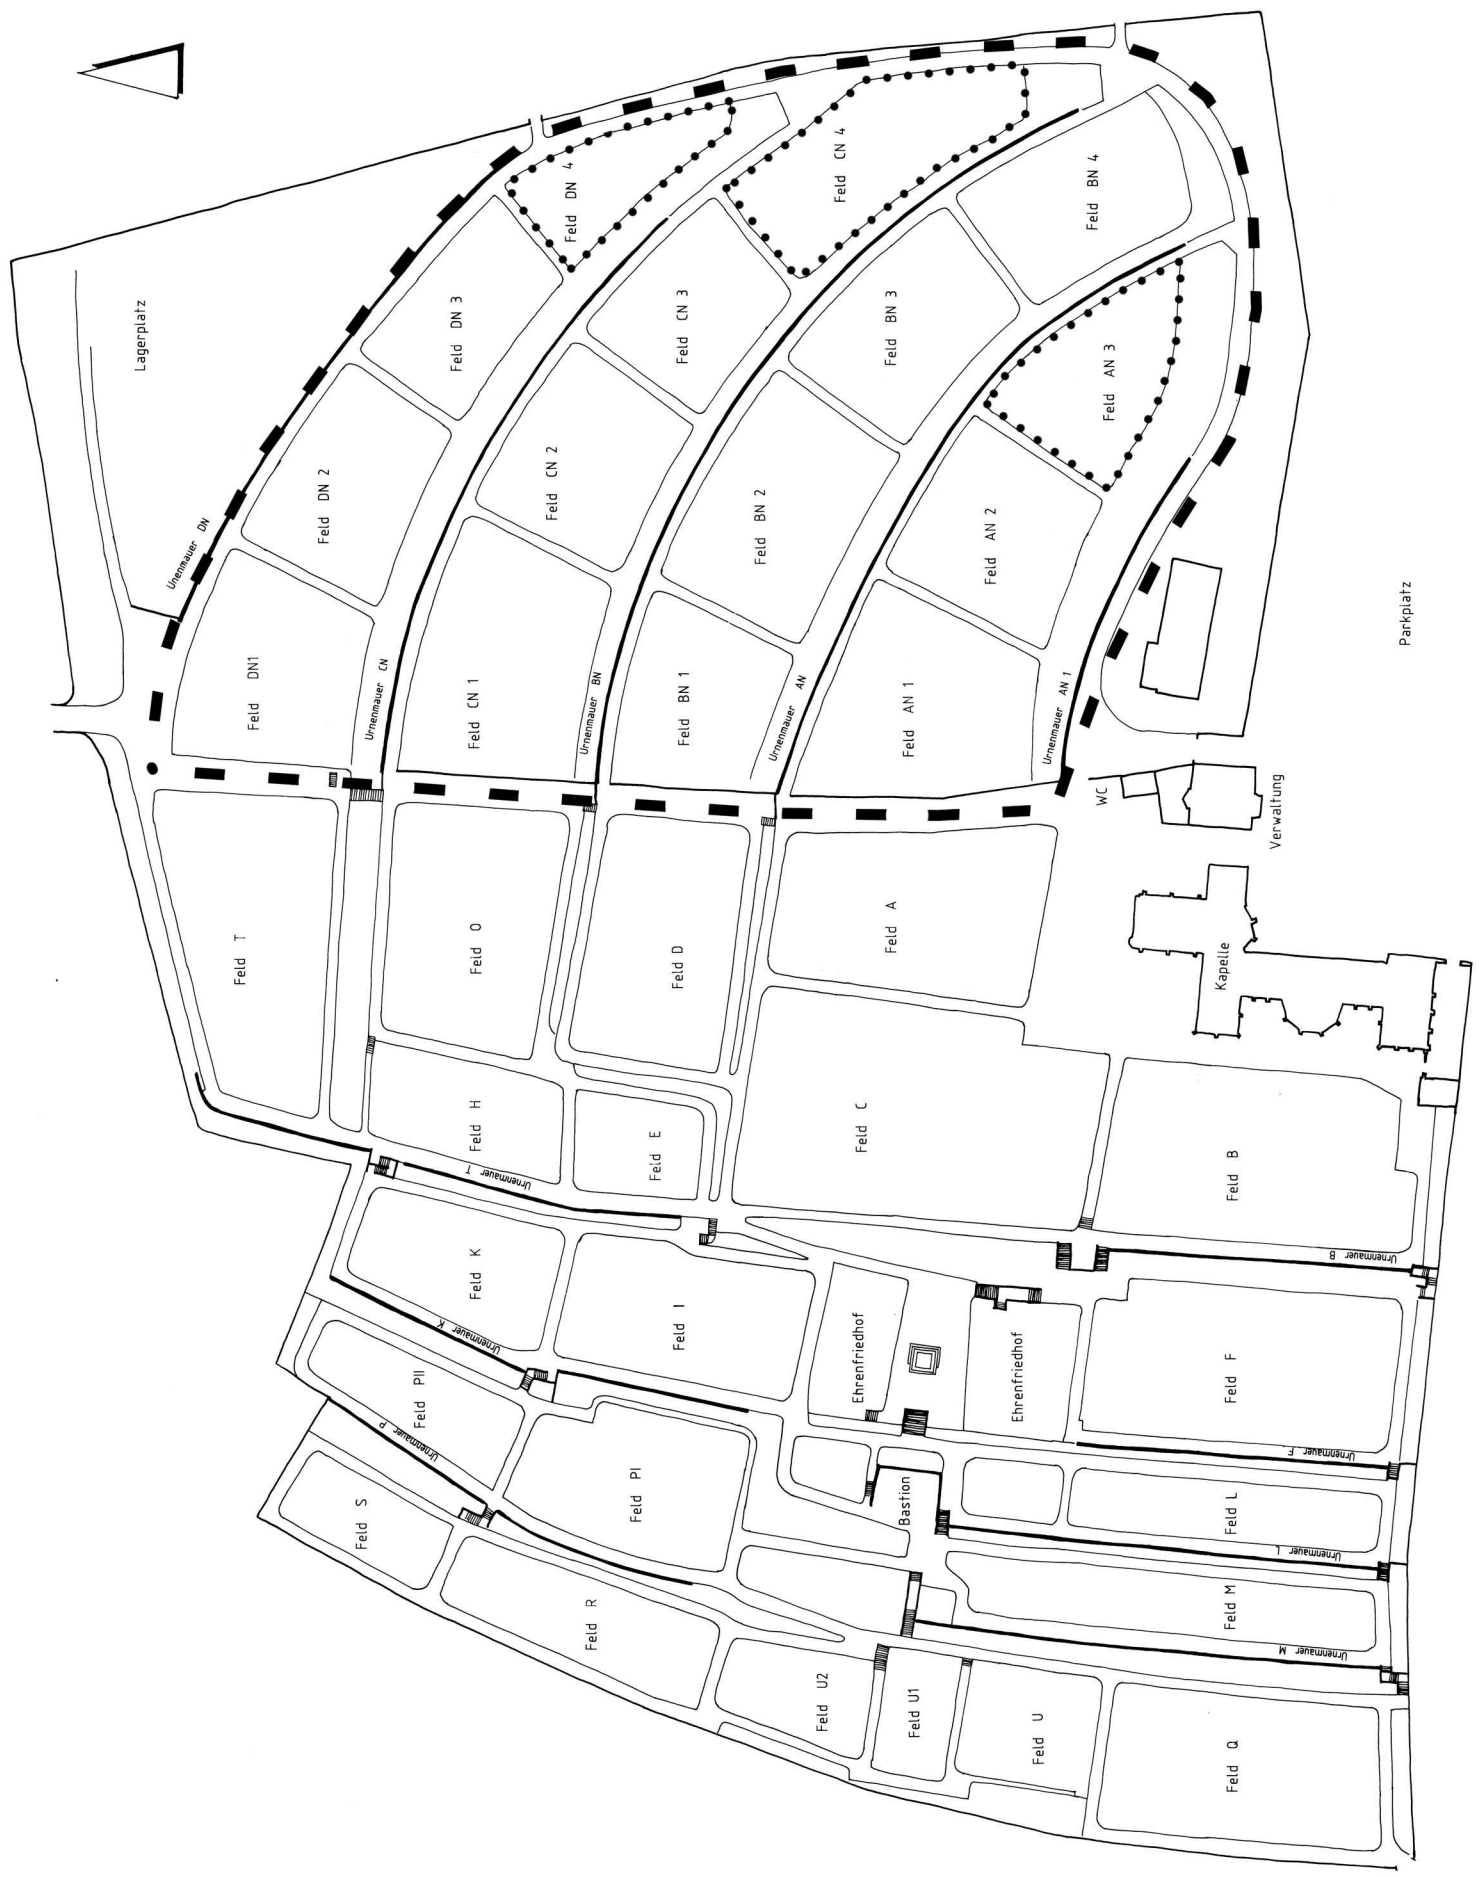 Lagerplatz
Feld DN 4
Feld CN 4
Feld BN 4
Feld DN 3
Feld CN 3
Feld BN 3
Feld AN 3
Feld DN 2
Feld CN 2
Feld BN 2
Feld AN 2
Unenmauer DN
Feld DN1
Urnenmauer CN
Feld CN 1
Urnenmauer BN
Feld BN 1
Urnenmauer AN
Feld AN 1
Urnenmauer AN 1
Parkplatz
WC
Verwaltung
Feld T
Feld O
Feld D
Feld A
Kapelle
Feld H
Feld E
Feld C
Feld B
Urnenmauer T
Urnenmauer B
Feld K
Feld I
Urnenmauer K
Ehrenfriedhof
Ehrenfriedhof
Feld F
Feld PII
Urnenmauer P
Urnenmauer F
Feld S
Feld PI
Bastion
Feld L
Urnenmauer L
Feld R
Feld M
Urnenmauer M
Feld U2
Feld U1
Feld U
Feld Q